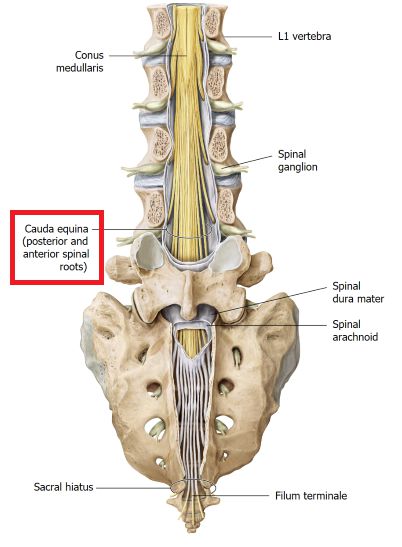 L1 vertebra
Conus
medullaris
Spinal
ganglion
Cauda equina
(posterior and
anterior spinal
roots)
Spinal
dura mater
Spinal
arachnoid
Sacral hiatus
Filum terminale